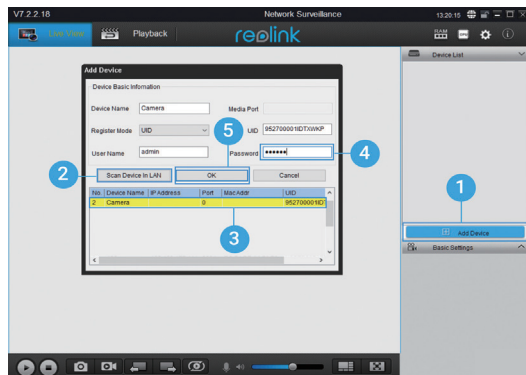 V7.2.2.18
Network Surveillance
13:20:15
Live View
Playback
reolink
RAM
Device List
Add Device
Device Basic Infomation
Device Name
Camera
Media Port
Register Mode
UID
UID
952700001IDTXWKP
5
User Name
admin
Password
******
4
2
Scan Device In LAN
OK
Cancel
No.
Device Name
IP Address
Port
Mac Addr
UID
2
Camera
0
952700001ID
3
1
Add Device
Basic Settings